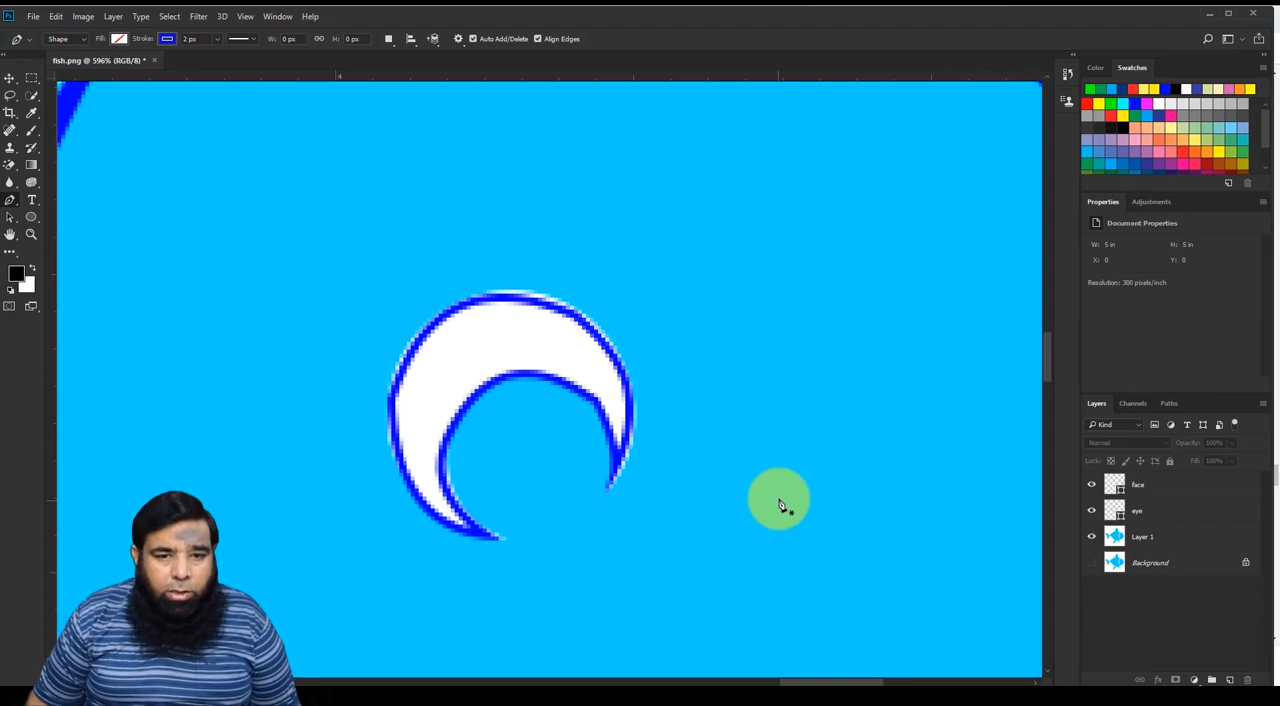 Ps File Edit Image Layer Type Select Filter 3D View Window Help
Shape Fill: Stroke: 2 px W: 0 px H: 0 px Auto Add/Delete Align Edges
fish.png @ 596% (RGB/8) * ×
4
Color Swatches
Properties Adjustments
Document Properties
W: 5 in H: 5 in
X: 0 Y: 0
Resolution: 300 pixels/inch
Layers Channels Paths
Kind
Normal Opacity: 100%
Lock: Fill: 100%
face
eye
Layer 1
Background